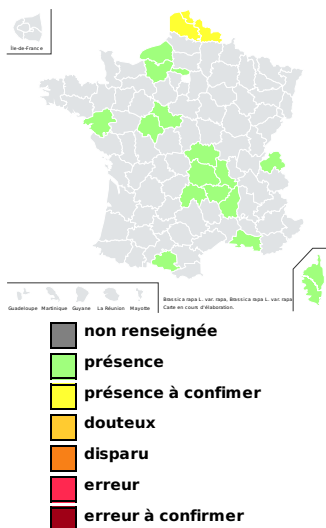 Île-de-France
Guadeloupe Martinique Guyane La Réunion Mayotte
Brassica rapa L. var. rapa, Brassica rapa L. var. rapa
Carte en cours d'élaboration.
non renseignée
présence
présence à confimer
douteux
disparu
erreur
erreur à confirmer